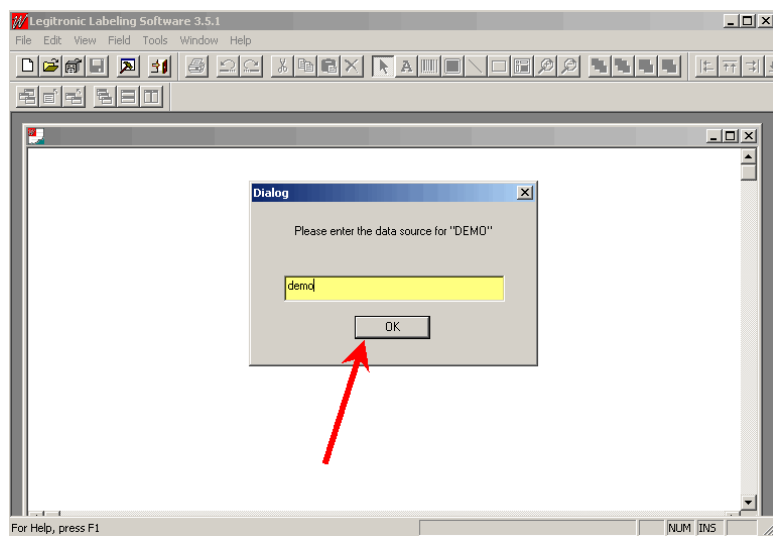 Legitronic Labeling Software 3.5.1
File Edit View Field Tools Window Help
Dialog
Please enter the data source for "DEMO"
demo
OK
For Help, press F1
NUM INS